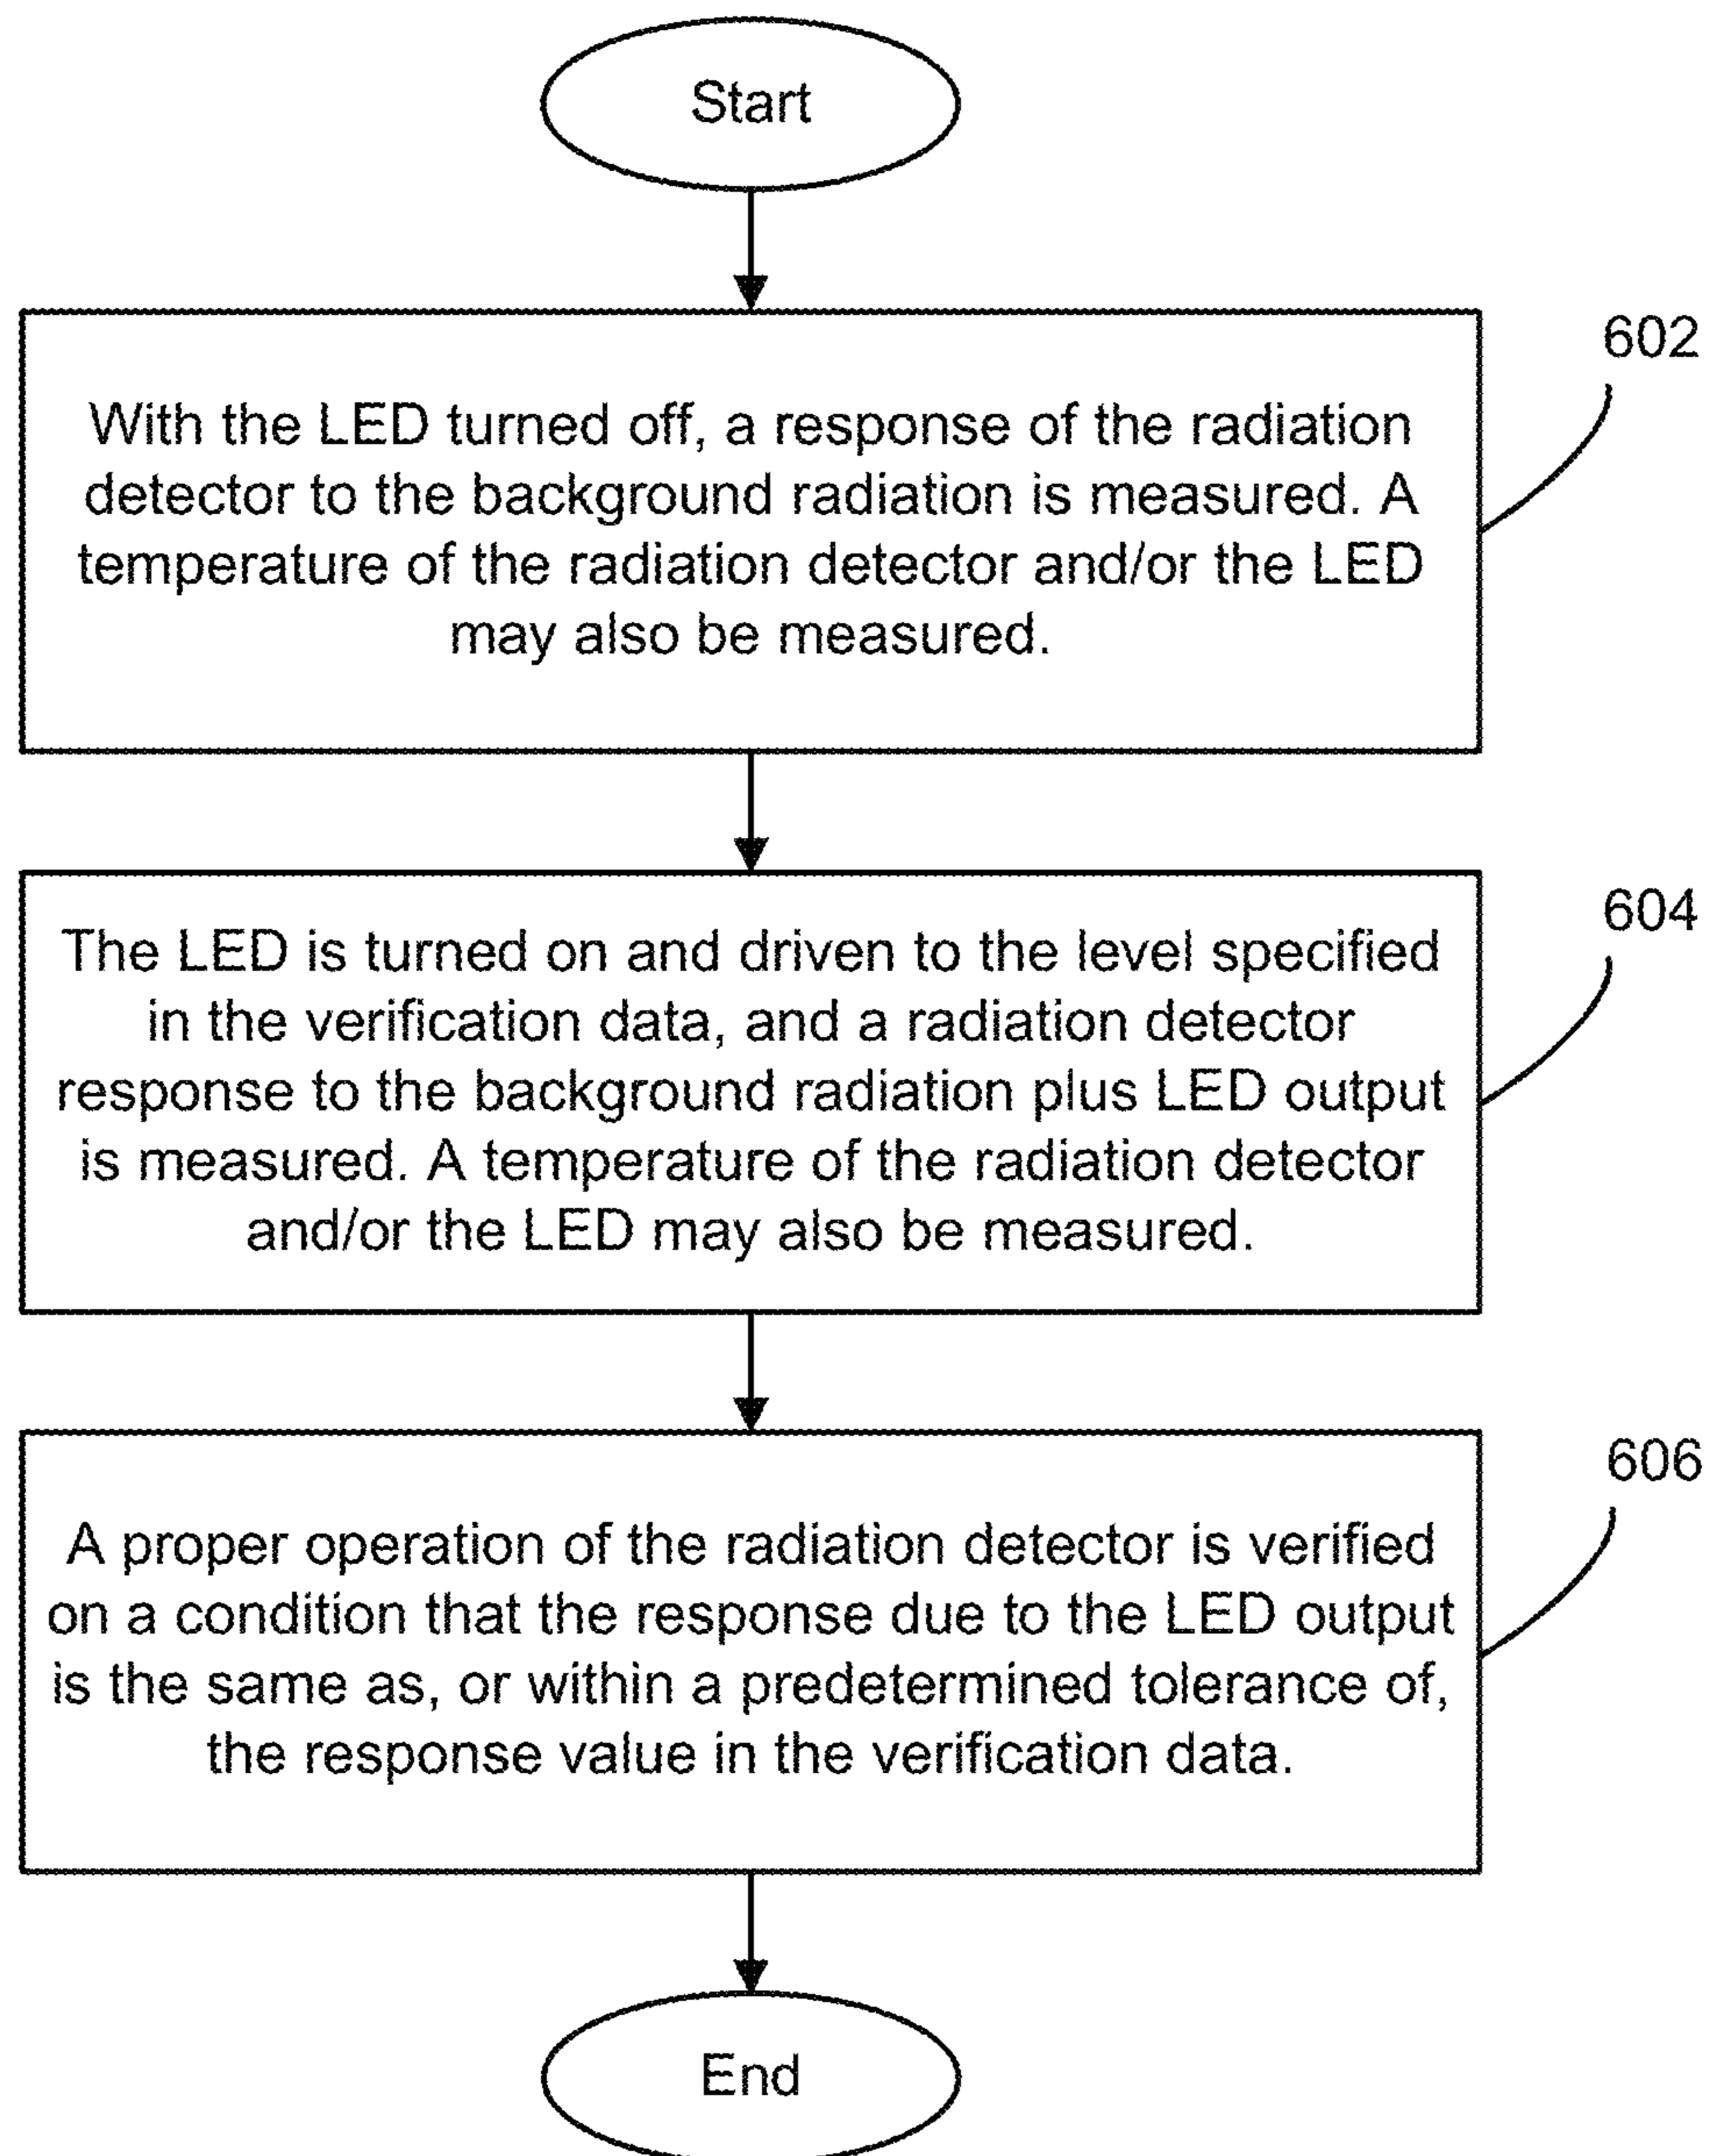 Start
602
With the LED turned off, a response of the radiation
detector to the background radiation is measured. A
temperature of the radiation detector and/or the LED
may also be measured.
604
The LED is turned on and driven to the level specified
in the verification data, and a radiation detector
response to the background radiation plus LED output
is measured. A temperature of the radiation detector
and/or the LED may also be measured.
606
A proper operation of the radiation detector is verified
on a condition that the response due to the LED output
is the same as, or within a predetermined tolerance of,
the response value in the verification data.
End